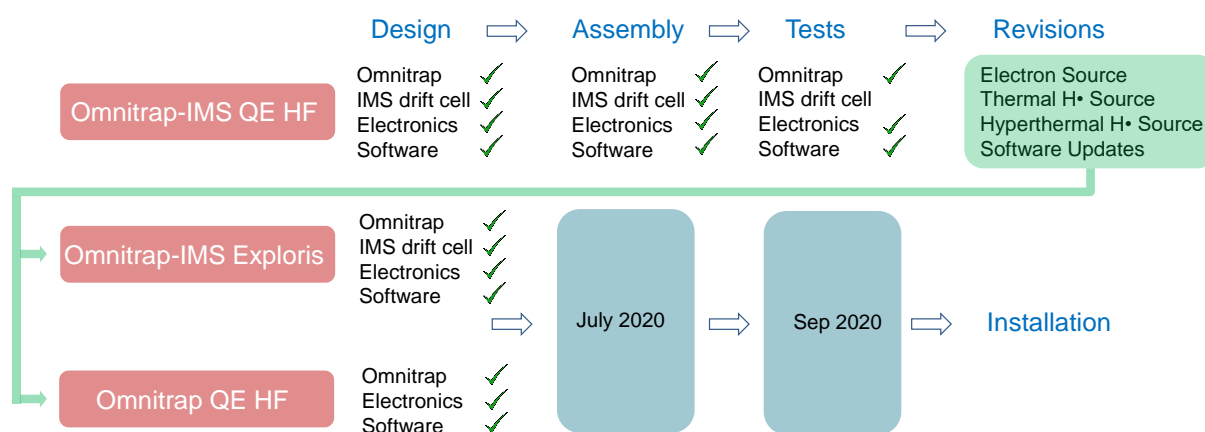 Design Assembly Tests Revisions
Omnitrap-IMS QE HF
Omnitrap
IMS drift cell
Electronics
Software
Omnitrap
IMS drift cell
Electronics
Software
Omnitrap
IMS drift cell
Electronics
Software
Electron Source
Thermal H• Source
Hyperthermal H• Source
Software Updates
Omnitrap-IMS Exploris
Omnitrap
IMS drift cell
Electronics
Software
July 2020
Sep 2020
Installation
Omnitrap QE HF
Omnitrap
Electronics
Software